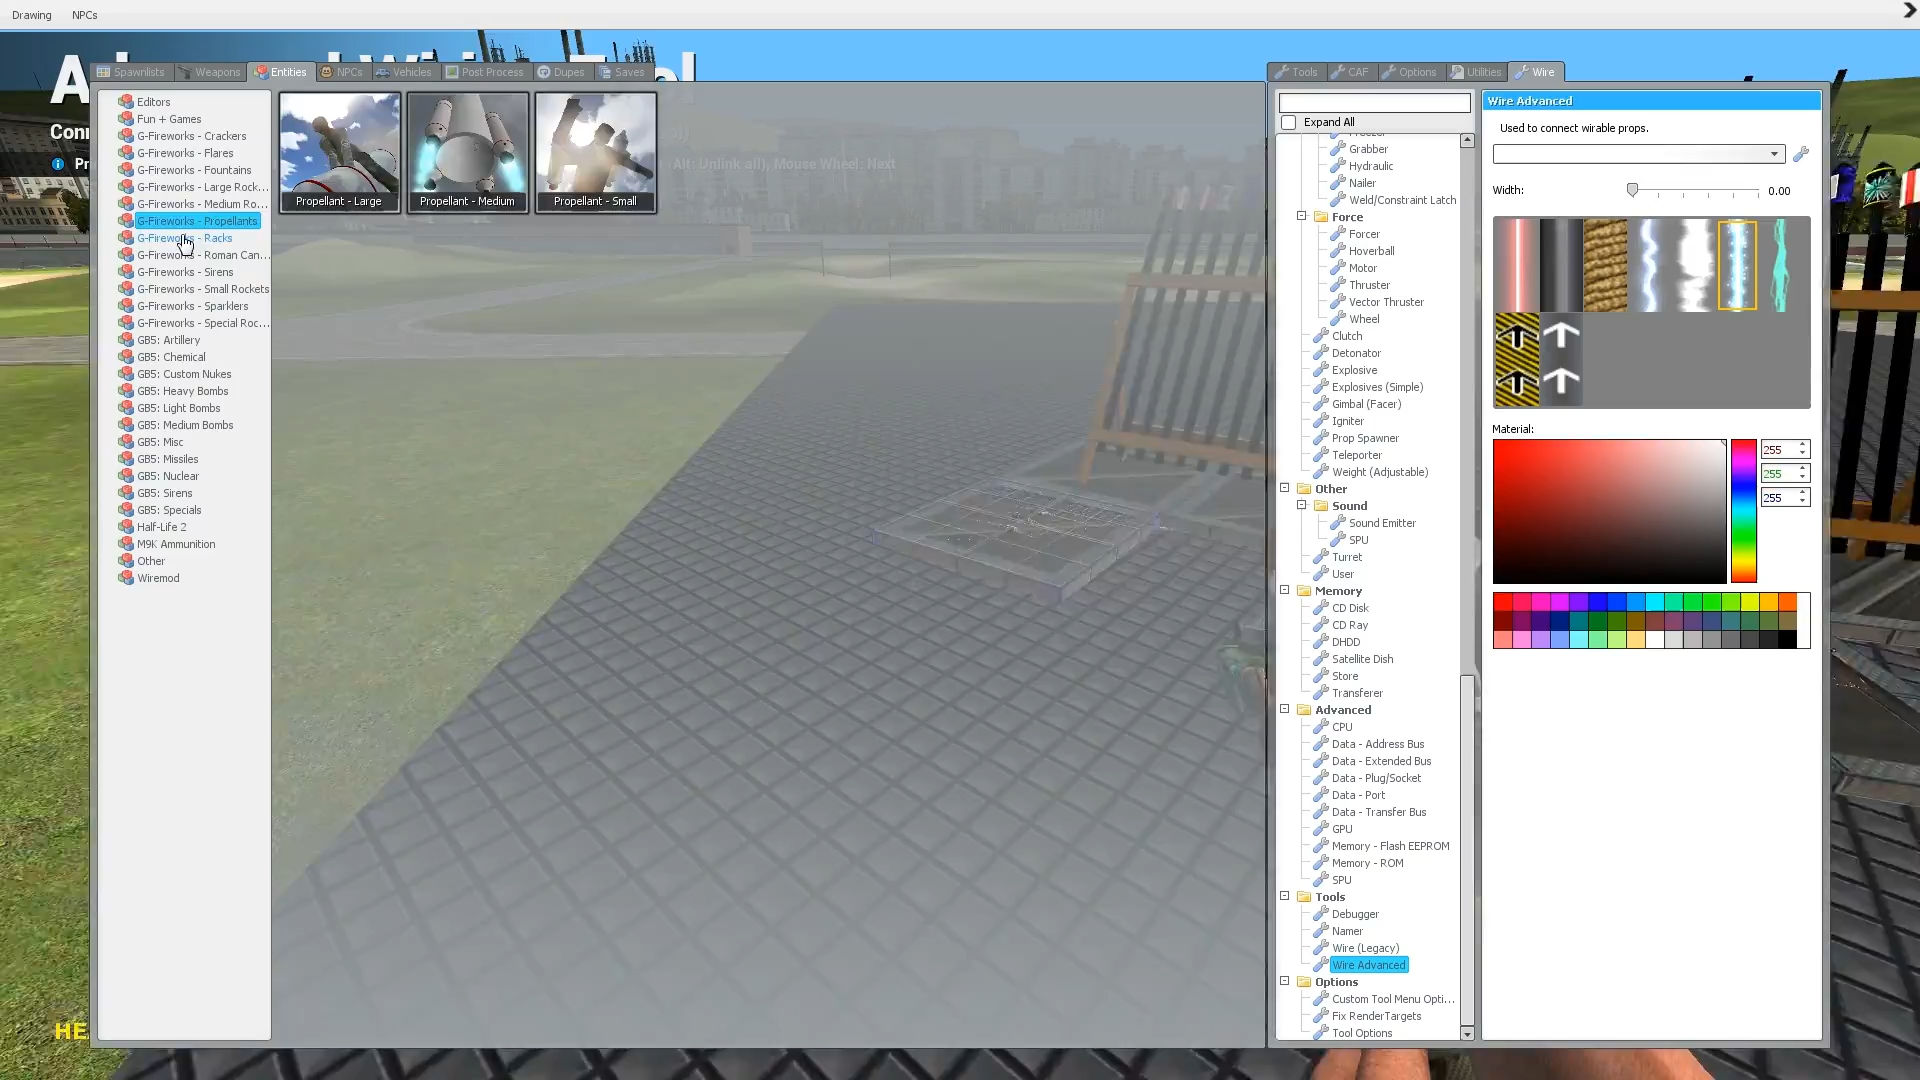 Drawing NPCs
Spawnlists Weapons Entities NPCs Vehicles Post Process Dupes Saves
Tools CAF Options Utilities Wire
Editors
Fun + Games
G-Fireworks - Crackers
G-Fireworks - Flares
G-Fireworks - Fountains
G-Fireworks - Large Rock...
G-Fireworks - Medium Ro...
G-Fireworks - Propellants
G-Fireworks - Racks
G-Fireworks - Roman Can...
G-Fireworks - Sirens
G-Fireworks - Small Rockets
G-Fireworks - Sparklers
G-Fireworks - Special Roc...
GB5: Artillery
GB5: Chemical
GB5: Custom Nukes
GB5: Heavy Bombs
GB5: Light Bombs
GB5: Medium Bombs
GB5: Misc
GB5: Missiles
GB5: Nuclear
GB5: Sirens
GB5: Specials
Half-Life 2
M9K Ammunition
Other
Wiremod
Propellant - Large
Propellant - Medium
Propellant - Small
(Alt: Unlink all), Mouse Wheel: Next
Expand All
Grabber
Hydraulic
Nailer
Weld/Constraint Latch
Force
Forcer
Hoverball
Motor
Thruster
Vector Thruster
Wheel
Clutch
Detonator
Explosive
Explosives (Simple)
Gimbal (Facer)
Igniter
Prop Spawner
Teleporter
Weight (Adjustable)
Other
Sound
Sound Emitter
SPU
Turret
User
Memory
CD Disk
CD Ray
DHDD
Satellite Dish
Store
Transferer
Advanced
CPU
Data - Address Bus
Data - Extended Bus
Data - Plug/Socket
Data - Port
Data - Transfer Bus
GPU
Memory - Flash EEPROM
Memory - ROM
SPU
Tools
Debugger
Namer
Wire (Legacy)
Wire Advanced
Options
Custom Tool Menu Opti...
Fix RenderTargets
Tool Options
Wire Advanced
Used to connect wirable props.
Width: 0.00
Material:
255
255
255